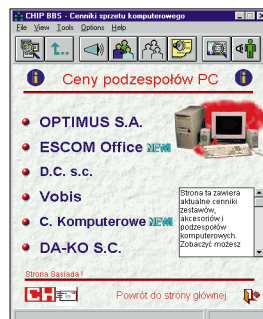 CHIP BBS - Cenniki sprzetu komputerowego
File View Tools Options Help
Ceny podzespołów PC
OPTIMUS S.A.
ESCOM Office NEW!
D.C. s.c.
Vobis
C. Komputerowe NEW!
DA-KO S.C.
Strona ta zawiera
aktualne cenniki
zestawów,
akcesoriów i
podzespołów
komputerowych.
Zobaczyć możesz
Strona Sasiada !
CH
Powrót do strony głównej